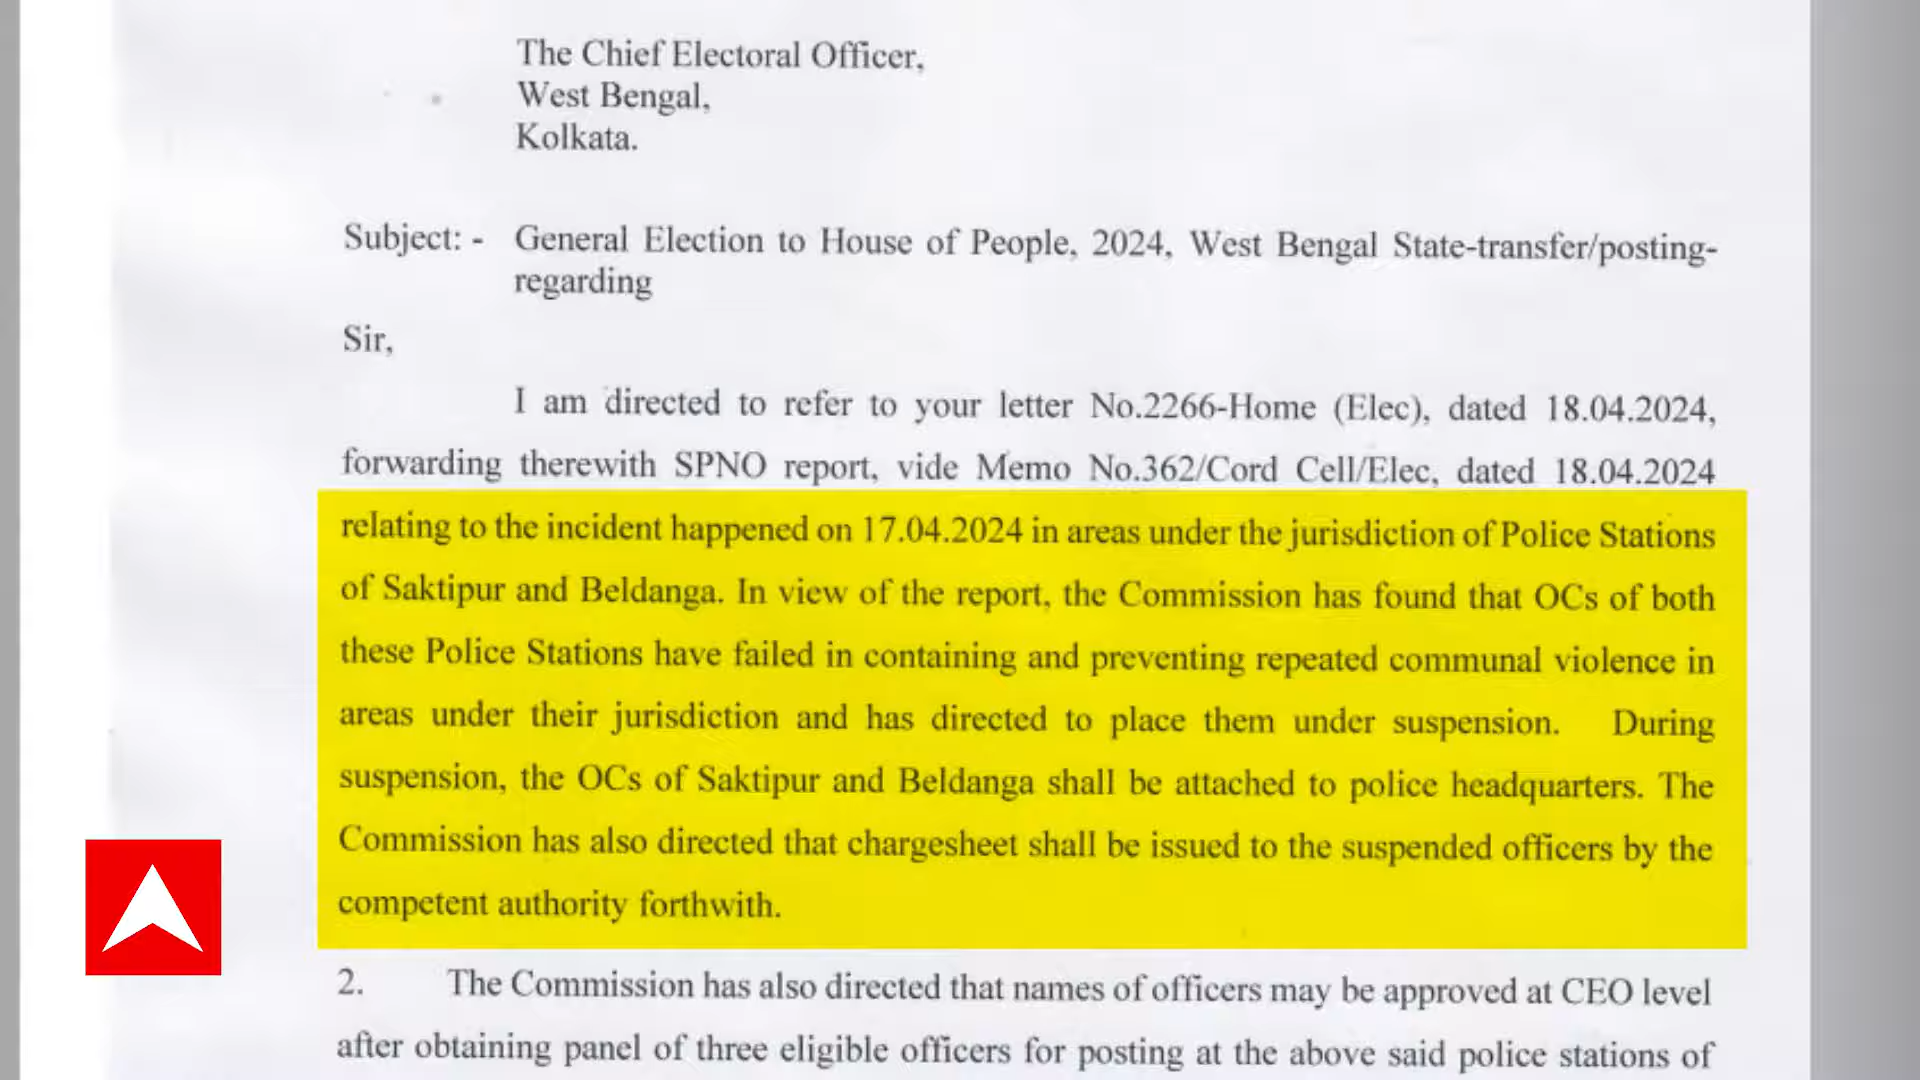 The Chief Electoral Officer,
West Bengal,
Kolkata.
Subject: - General Election to House of People, 2024, West Bengal State-transfer/posting-
regarding
Sir,
I am directed to refer to your letter No.2266-Home (Elec), dated 18.04.2024,
forwarding therewith SPNO report, vide Memo No.362/Cord Cell/Elec, dated 18.04.2024
relating to the incident happened on 17.04.2024 in areas under the jurisdiction of Police Stations
of Saktipur and Beldanga. In view of the report, the Commission has found that OCs of both
these Police Stations have failed in containing and preventing repeated communal violence in
areas under their jurisdiction and has directed to place them under suspension. During
suspension, the OCs of Saktipur and Beldanga shall be attached to police headquarters. The
Commission has also directed that chargesheet shall be issued to the suspended officers by the
competent authority forthwith.
2. The Commission has also directed that names of officers may be approved at CEO level
after obtaining panel of three eligible officers for posting at the above said police stations of